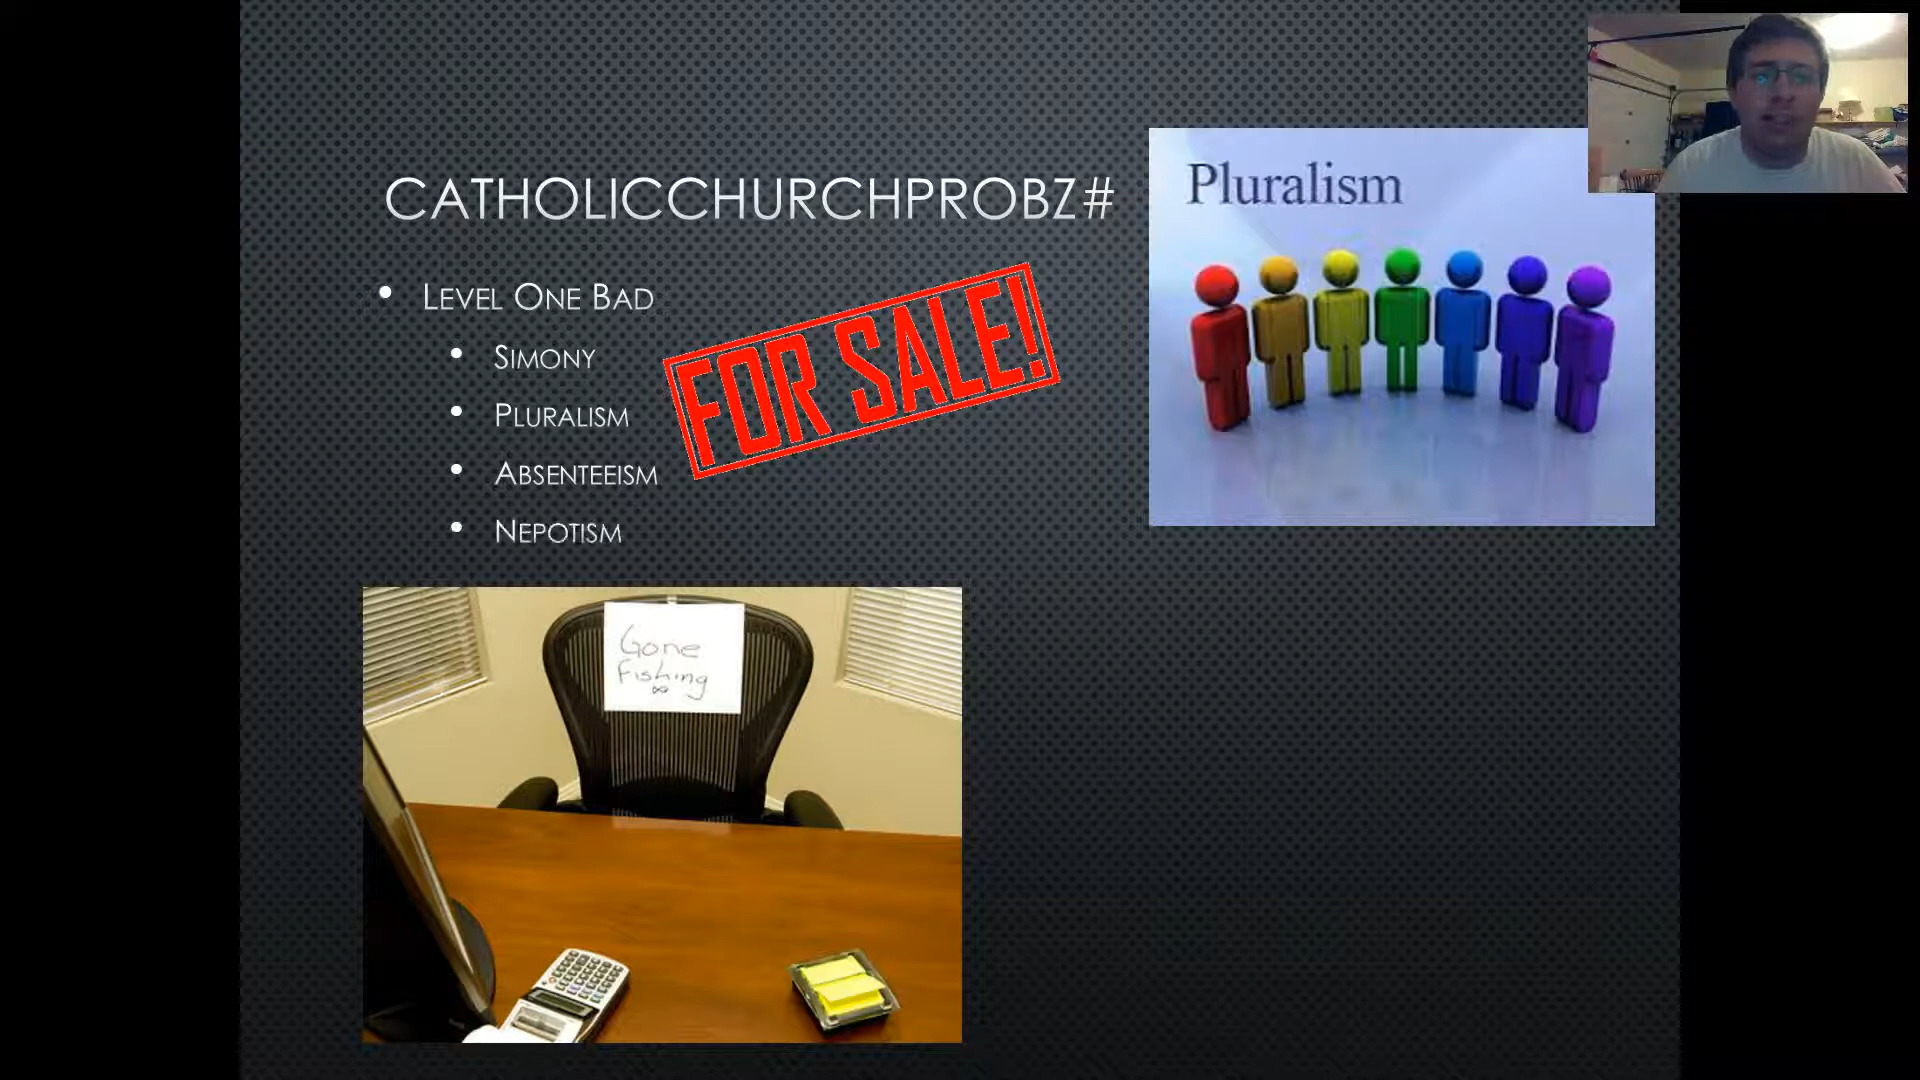 CATHOLICCHURCHPROBZ#
LEVEL ONE BAD
SIMONY
PLURALISM
ABSENTEEISM
NEPOTISM
FOR SALE!
Pluralism
Gone
Fishing
∞